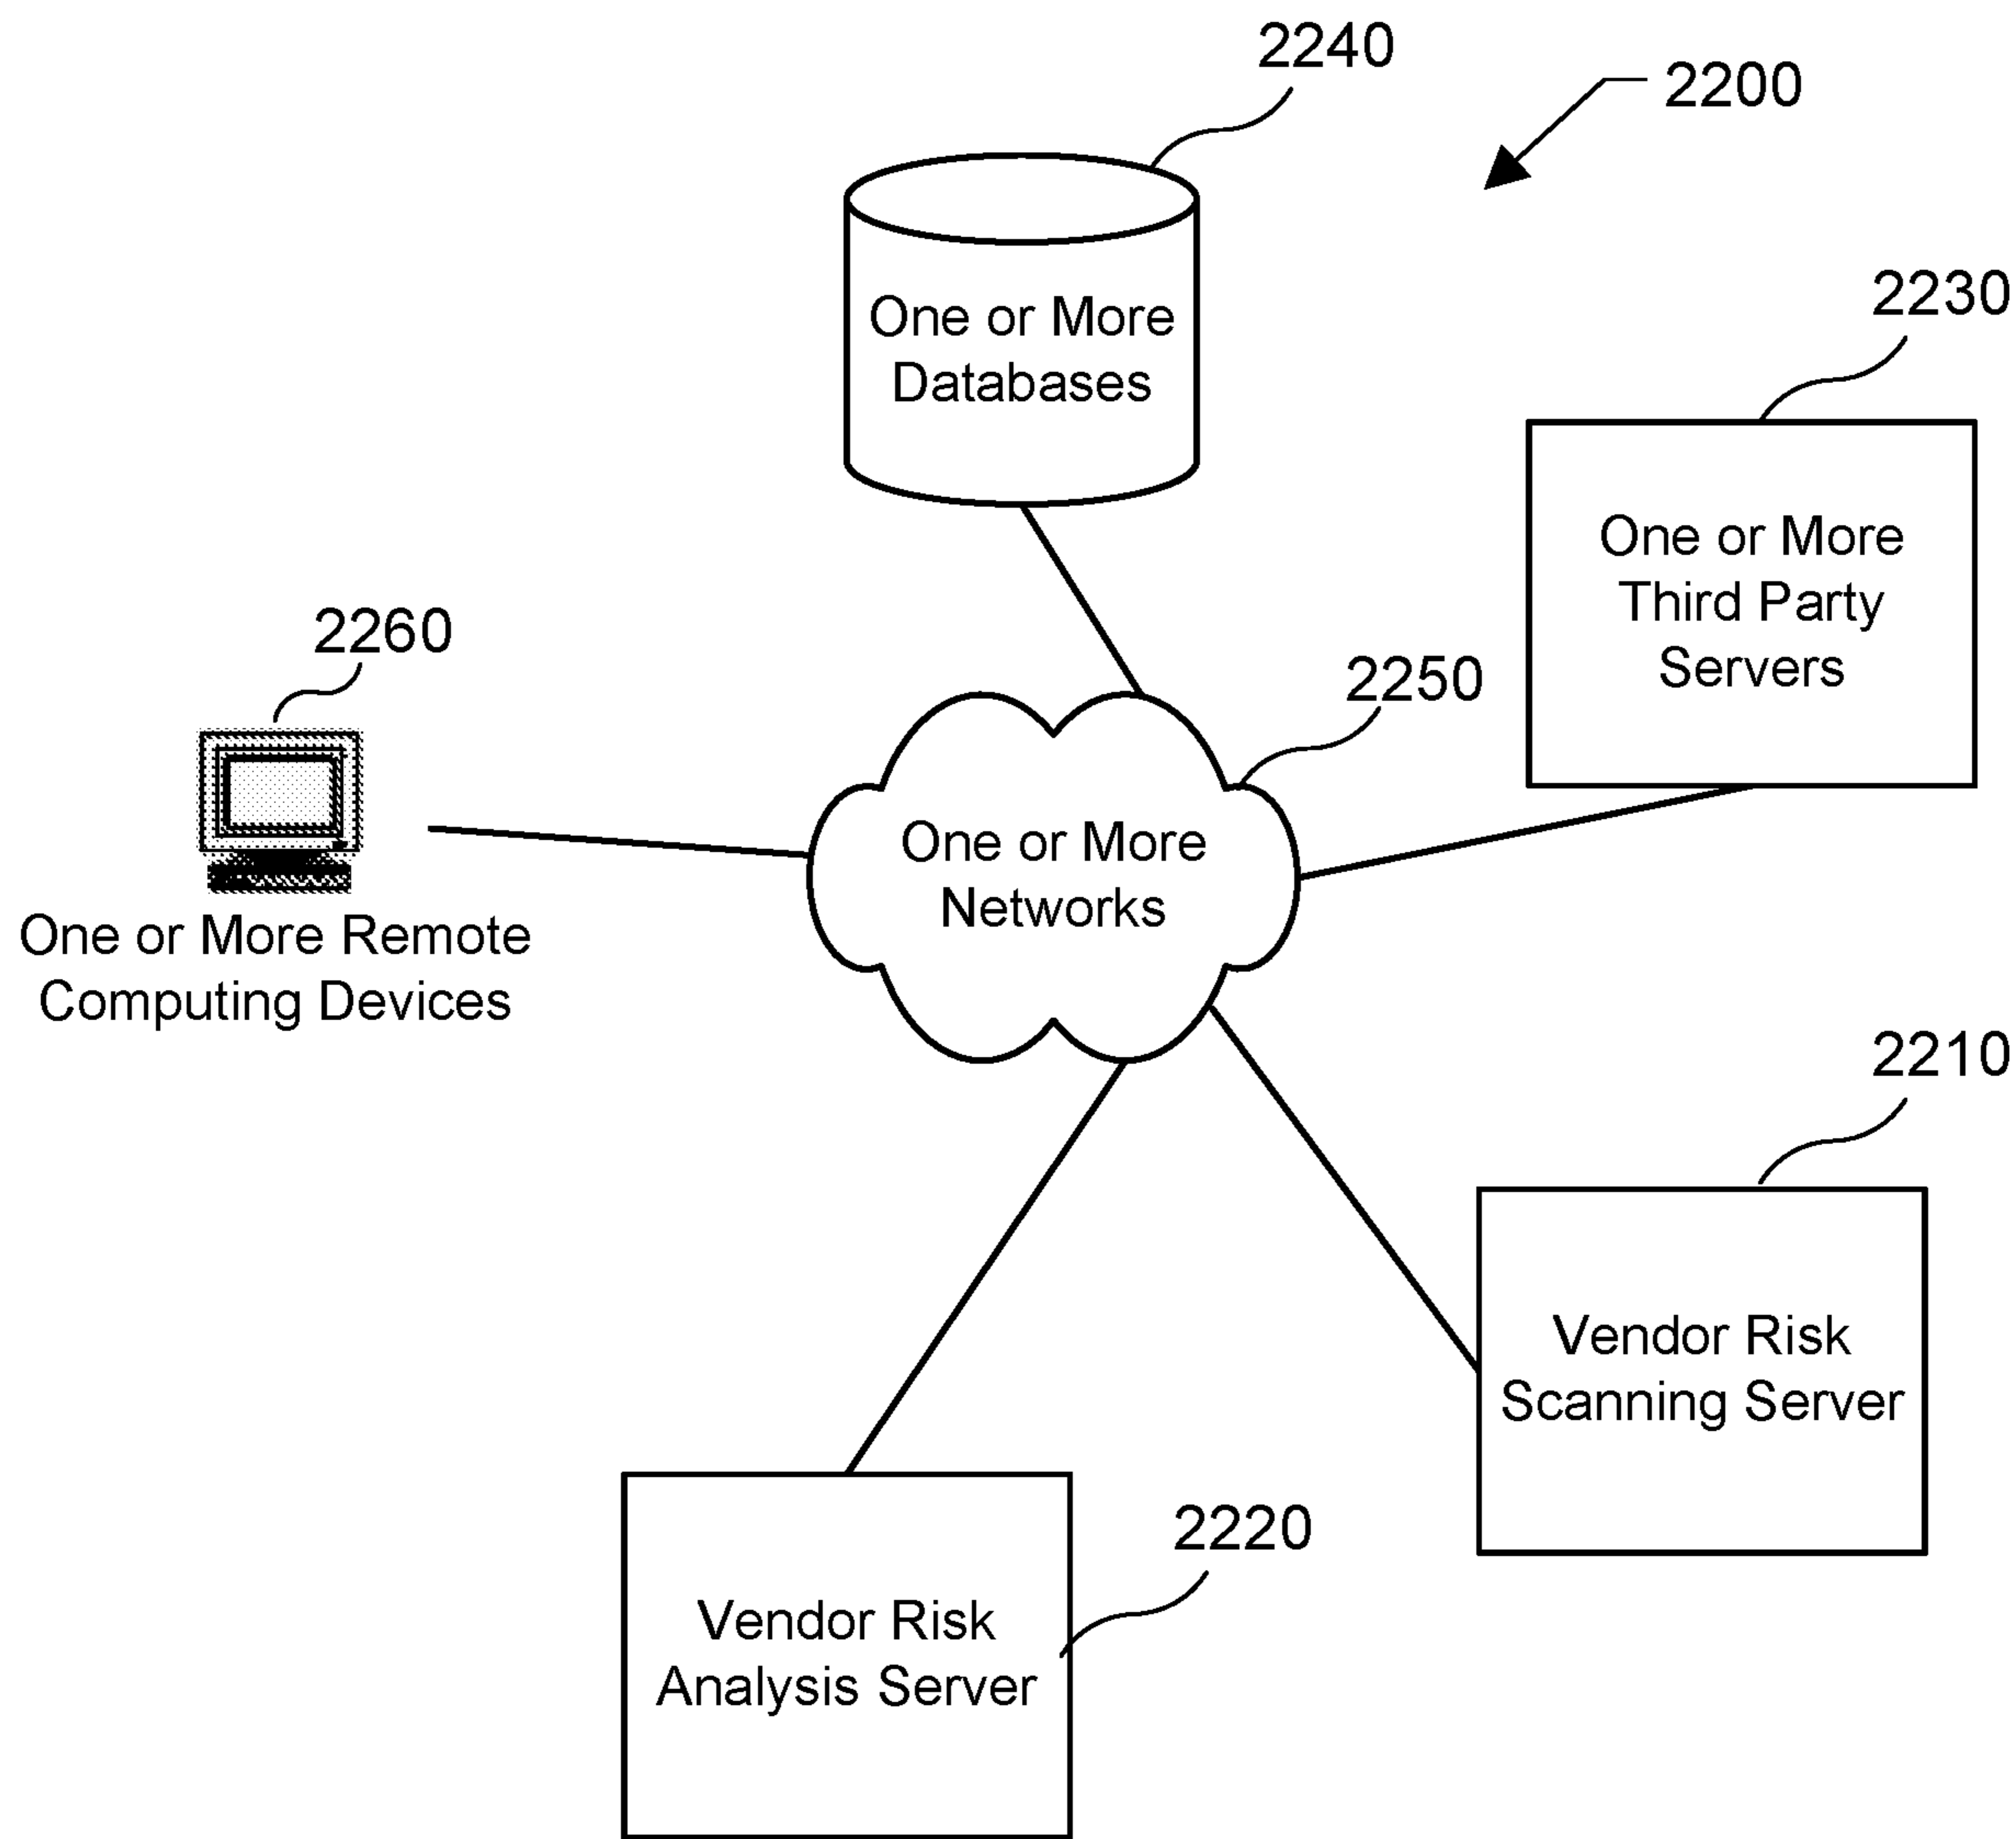 2240
2200
One or More
Databases
2230
One or More
Third Party
Servers
2260
2250
One or More
Networks
One or More Remote
Computing Devices
2210
Vendor Risk
Scanning Server
2220
Vendor Risk
Analysis Server